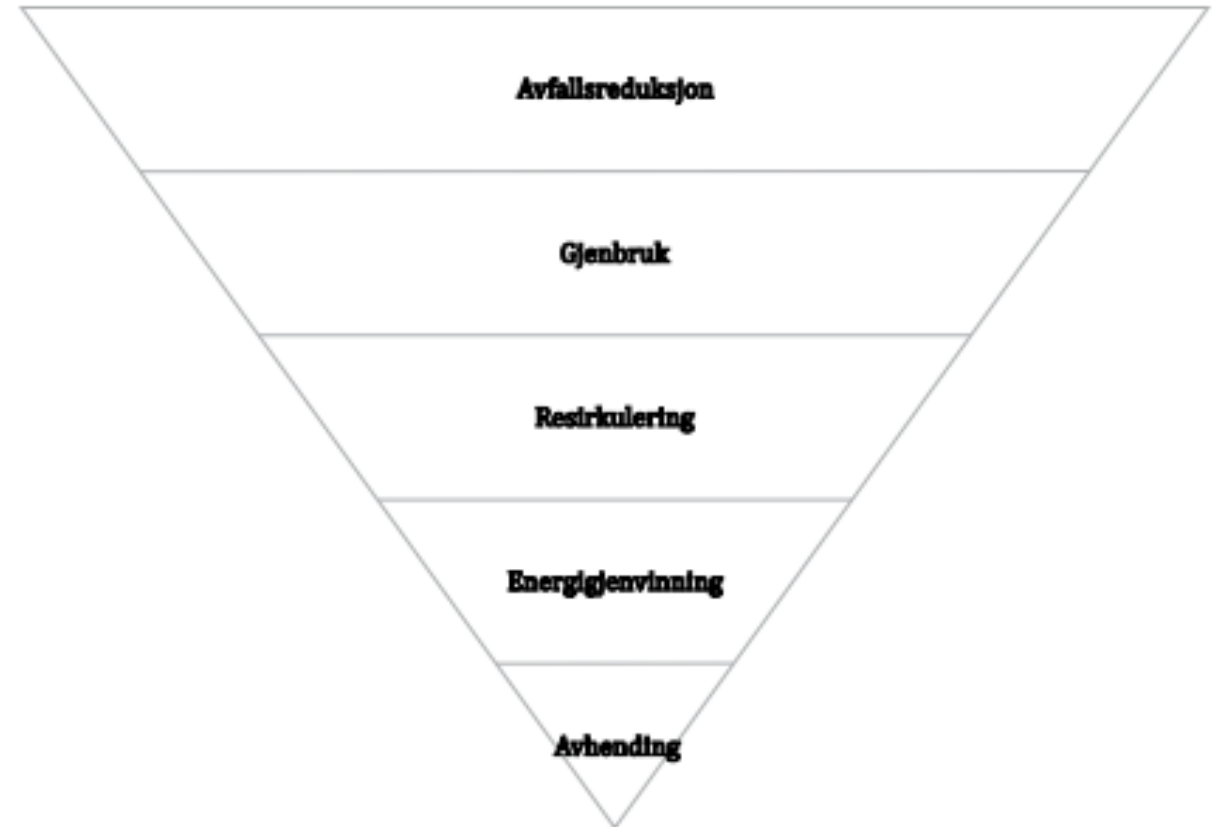 Avfallsreduksjon
Gjenbruk
Resirkulering
Energigjenvinning
Avhending